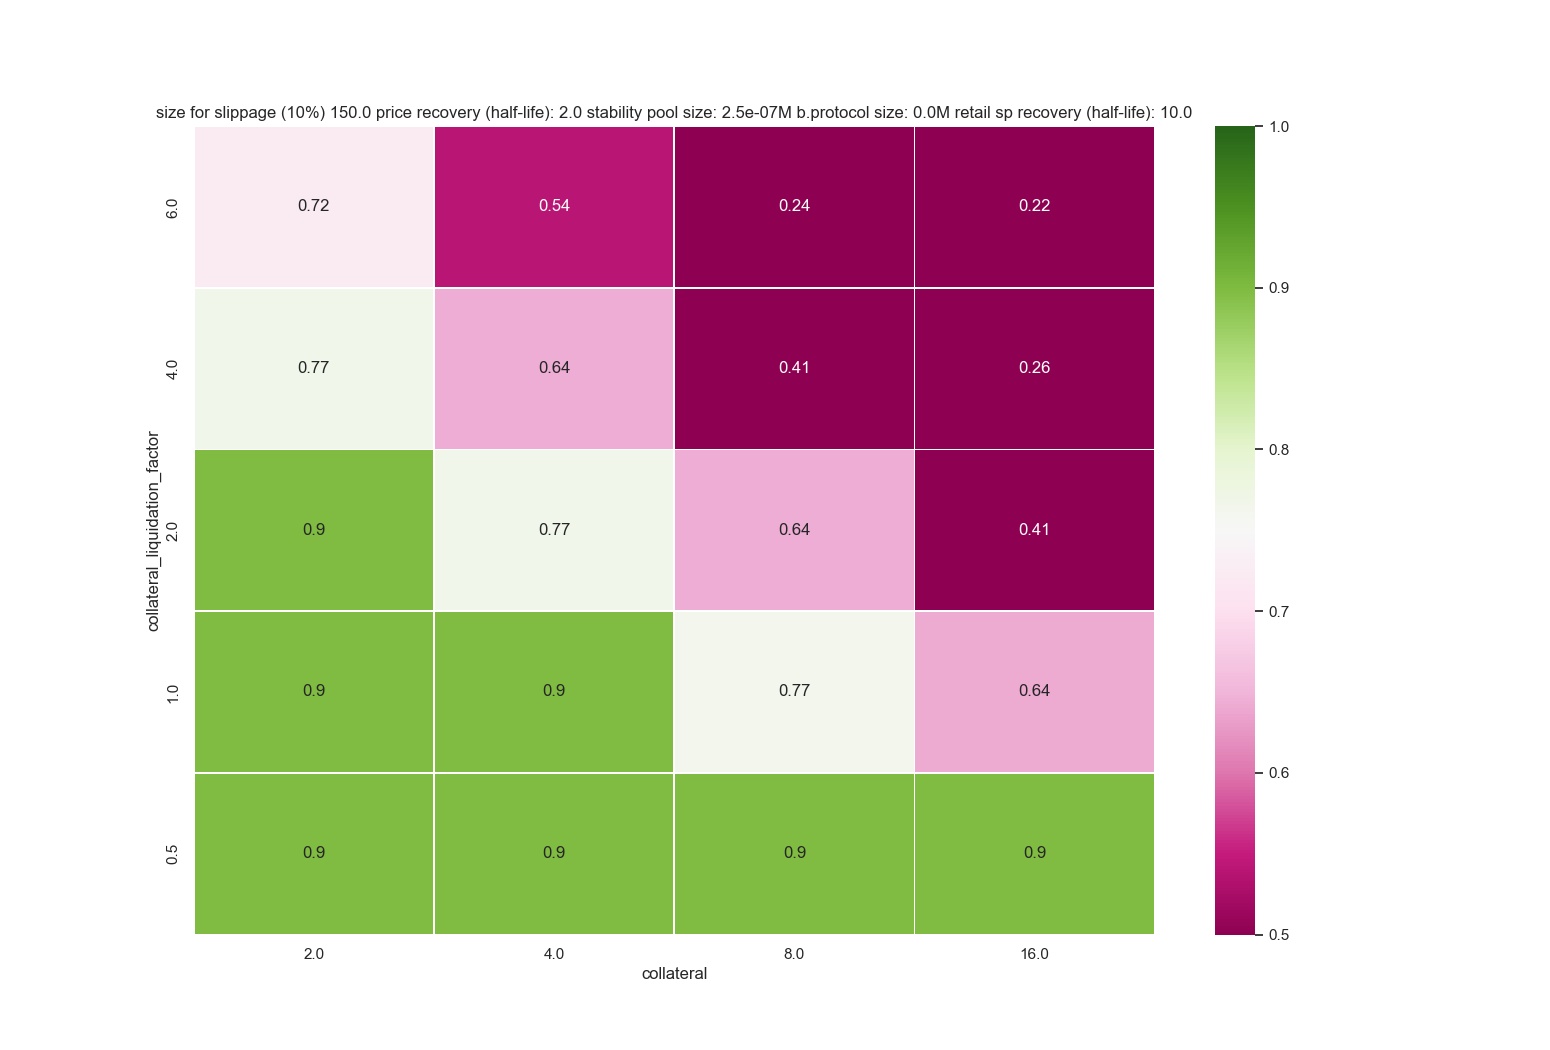 size for slippage (10%) 150.0 price recovery (half-life): 2.0 stability pool size: 2.5e-07M b.protocol size: 0.0M retail sp recovery (half-life): 10.0
collateral_liquidation_factor
6.0 0.72 0.54 0.24 0.22
4.0 0.77 0.64 0.41 0.26
2.0 0.9 0.77 0.64 0.41
1.0 0.9 0.9 0.77 0.64
0.5 0.9 0.9 0.9 0.9
2.0 4.0 8.0 16.0
collateral
1.0
0.9
0.8
0.7
0.6
0.5